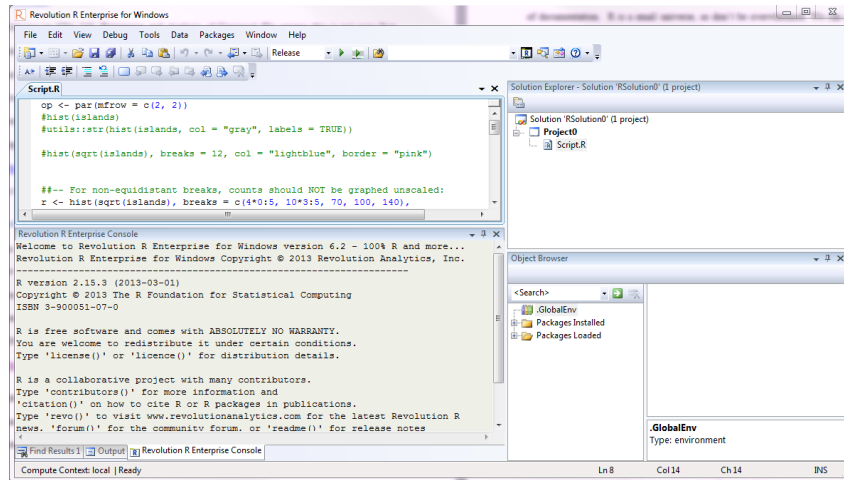 Revolution R Enterprise for Windows
File Edit View Debug Tools Data Packages Window Help
Release
Script.R
op <- par(mfrow = c(2, 2))
#hist(islands)
#utils::str(hist(islands, col = "gray", labels = TRUE))
#hist(sqrt(islands), breaks = 12, col = "lightblue", border = "pink")
##-- For non-equidistant breaks, counts should NOT be graphed unscaled:
r <- hist(sqrt(islands), breaks = c(4*0:5, 10*3:5, 70, 100, 140),
Revolution R Enterprise Console
Welcome to Revolution R Enterprise for Windows version 6.2 - 100% R and more...
Revolution R Enterprise for Windows Copyright © 2013 Revolution Analytics, Inc.
----------------------------------------------------------------------
R version 2.15.3 (2013-03-01)
Copyright © 2013 The R Foundation for Statistical Computing
ISBN 3-900051-07-0
R is free software and comes with ABSOLUTELY NO WARRANTY.
You are welcome to redistribute it under certain conditions.
Type 'license()' or 'licence()' for distribution details.
R is a collaborative project with many contributors.
Type 'contributors()' for more information and
'citation()' on how to cite R or R packages in publications.
Type 'revo()' to visit www.revolutionanalytics.com for the latest Revolution R
news, 'forum()' for the community forum, or 'readme()' for release notes
Find Results 1 Output Revolution R Enterprise Console
Solution Explorer - Solution 'RSolution0' (1 project)
Solution 'RSolution0' (1 project)
Project0
Script.R
Object Browser
<Search>
.GlobalEnv
Packages Installed
Packages Loaded
.GlobalEnv
Type: environment
Compute Context: local | Ready Ln 8 Col 14 Ch 14 INS